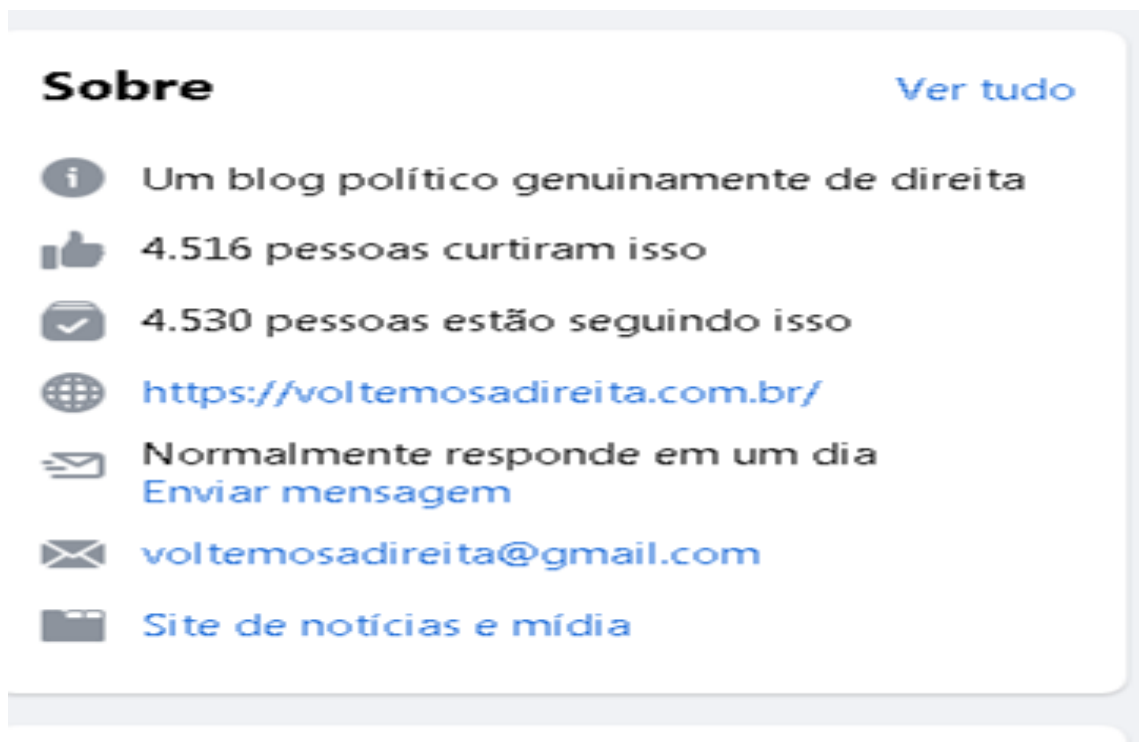 Sobre
Ver tudo
Um blog político genuinamente de direita
4.516 pessoas curtiram isso
4.530 pessoas estão seguindo isso
https://voltemosadireita.com.br/
Normalmente responde em um dia
Enviar mensagem
voltemosadireita@gmail.com
Site de notícias e mídia